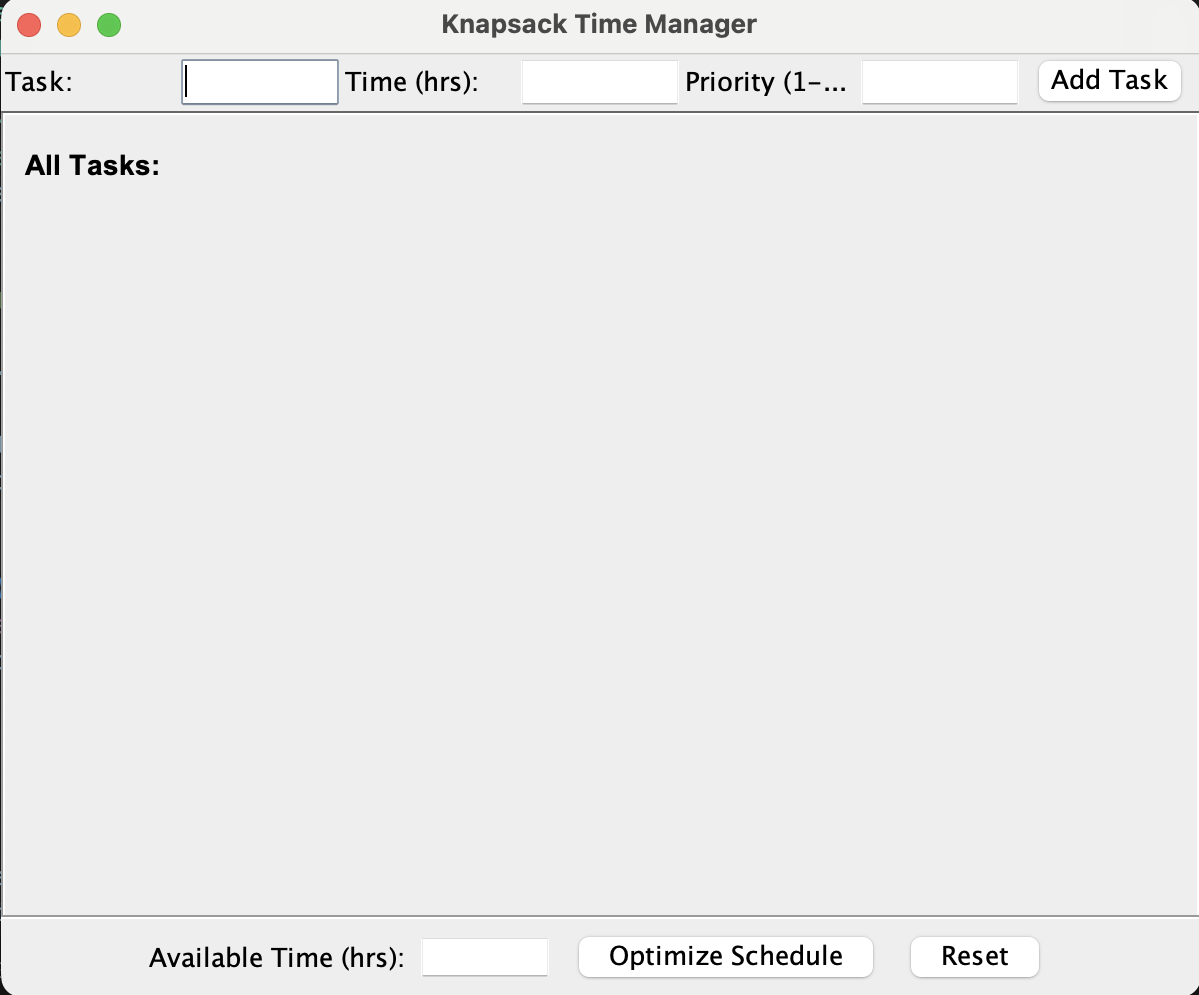 Knapsack Time Manager
Task: Time (hrs): Priority (1-... Add Task
All Tasks:
Available Time (hrs): Optimize Schedule Reset